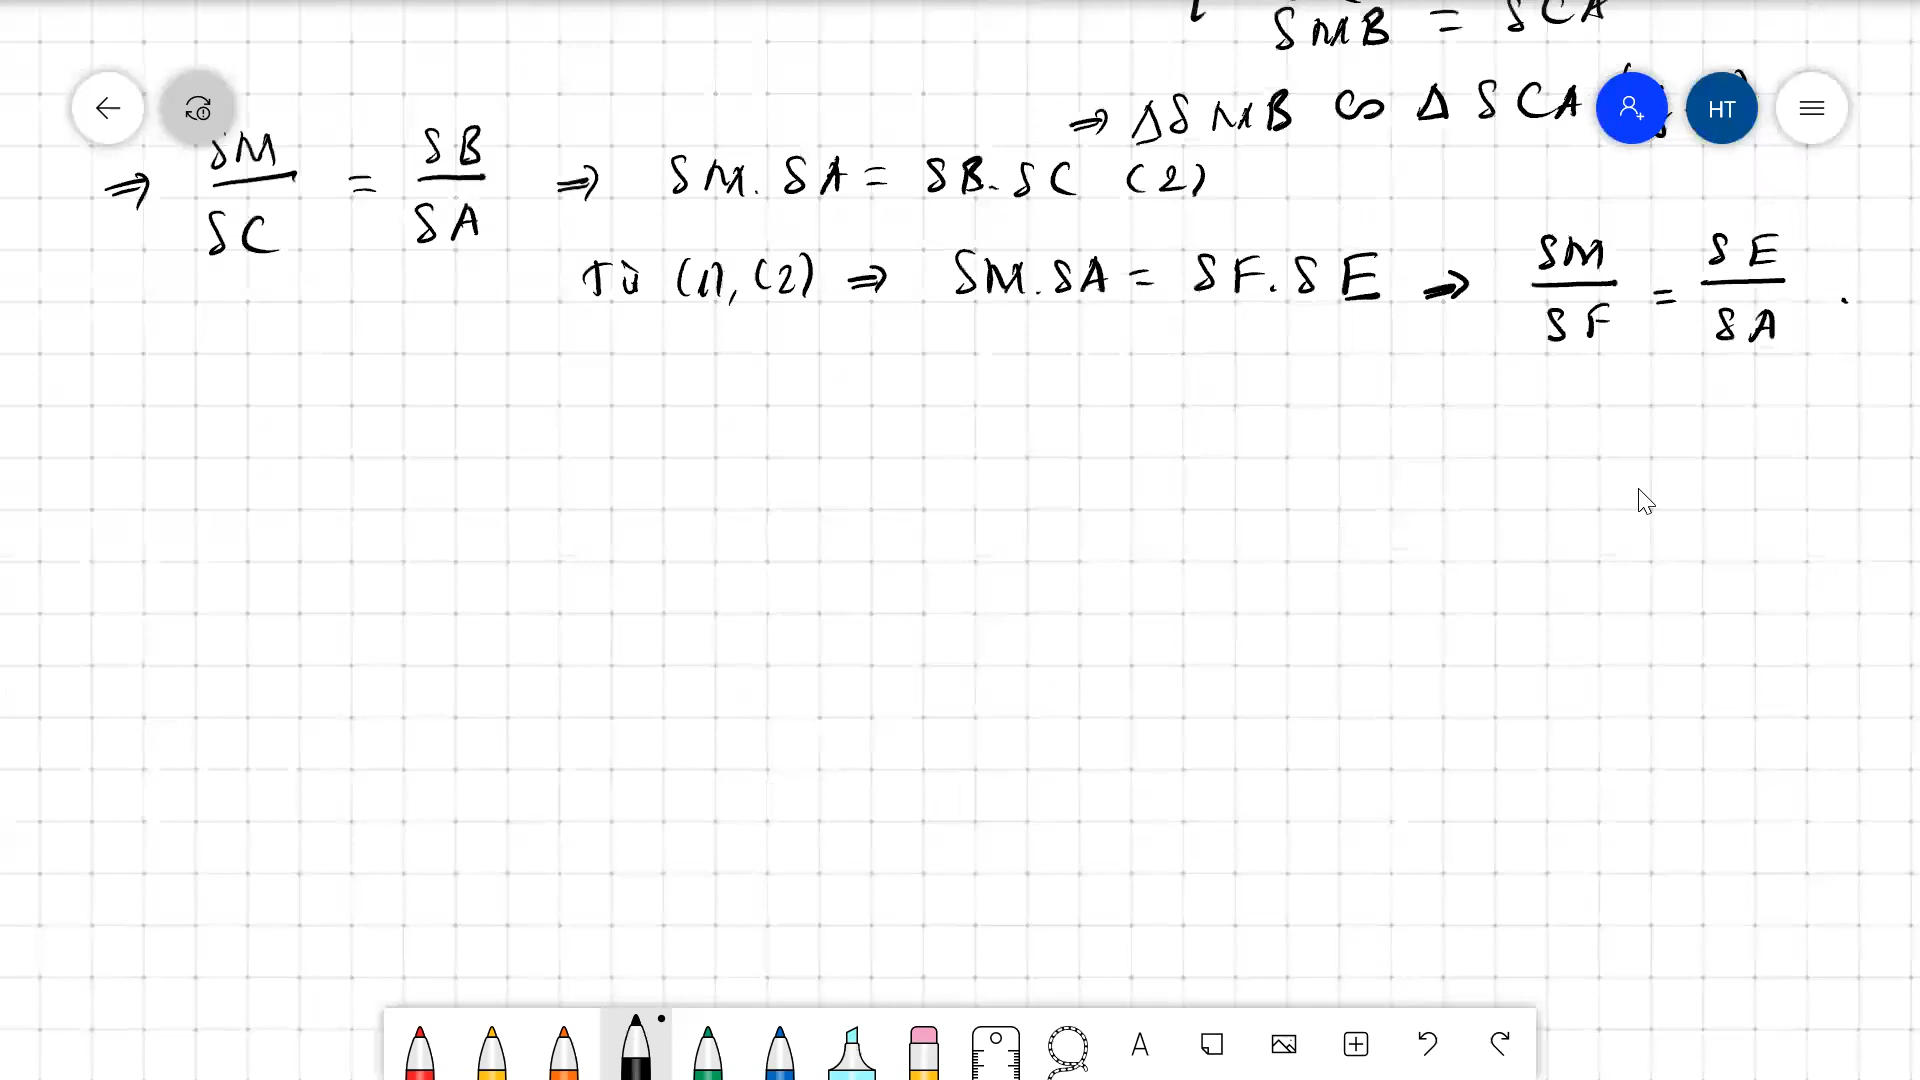 SMB = SCA
⇒ ΔSMB ∽ ΔSCA
⇒ SM/SC = SB/SA ⇒ SM.SA = SB.SC (2)
Từ (1), (2) ⇒ SM.SA = SF.SE ⇒ SM/SF = SE/SA.
HT
A